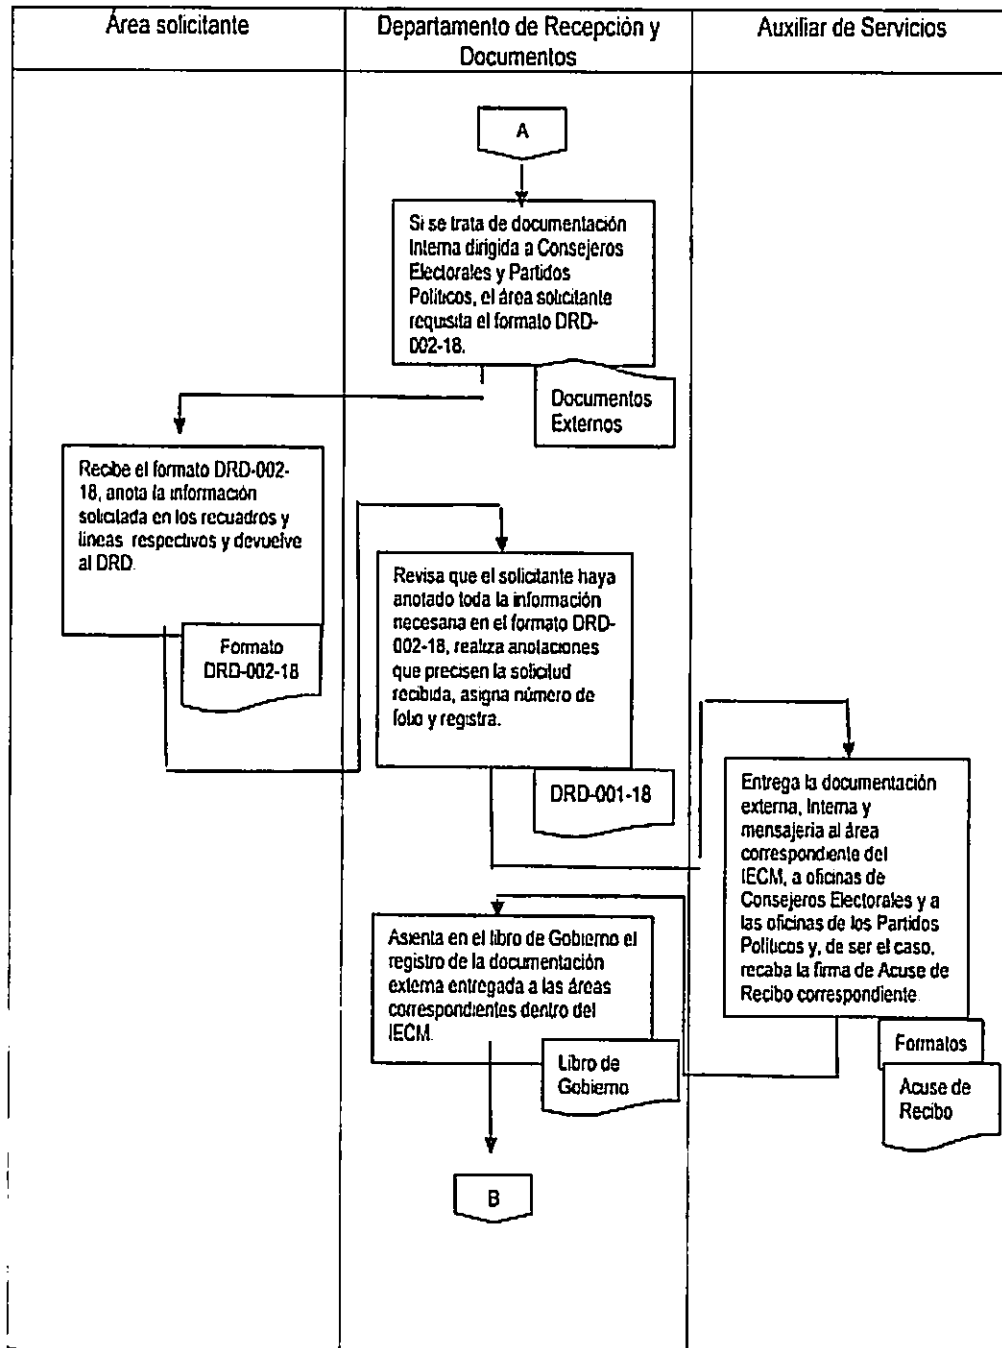 Área solicitante
Departamento de Recepción y
Documentos
Auxiliar de Servicios
A
Si se trata de documentación
Interna dirigida a Consejeros
Electorales y Partidos
Políticos, el área solicitante
requisita el formato DRD-
002-18.
Documentos
Externos
Recibe el formato DRD-002-
18, anota la información
solicitada en los recuadros y
líneas respectivos y devuelve
al DRD.
Formato
DRD-002-18
Revisa que el solicitante haya
anotado toda la información
necesaria en el formato DRD-
002-18, realiza anotaciones
que precisen la solicitud
recibida, asigna número de
folio y registra.
DRD-001-18
Entrega la documentación
externa, Interna y
mensajería al área
correspondiente del
IECM, a oficinas de
Consejeros Electorales y a
las oficinas de los Partidos
Políticos y, de ser el caso,
recaba la firma de Acuse de
Recibo correspondiente.
Formatos
Acuse de
Recibo
Asienta en el libro de Gobierno el
registro de la documentación
externa entregada a las áreas
correspondientes dentro del
IECM.
Libro de
Gobierno
B